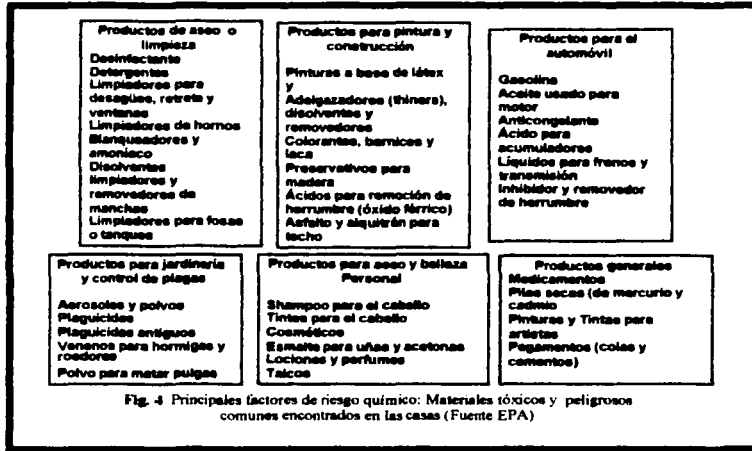 Productos de aseo o
limpieza
Desinfectante
Detergentes
Limpiadores para
desagües, retrete y
ventanas
Limpiadores de hornos
Blanqueadores y
amoniaco
Disolventes
limpiadores y
removedores de
manchas
Limpiadores para fosas
o tanques
Productos para pintura y
construcción
Pinturas a base de látex
y
Adelgazadores (thiners),
disolventes y
removedores
Colorantes, barnices y
laca
Preservativos para
madera
Ácidos para remoción de
herrumbre (óxido férrico)
Asfalto y alquitrán para
techo
Productos para el
automóvil
Gasolina
Aceite usado para
motor
Anticongelante
Ácido para
acumuladores
Líquidos para frenos y
transmisión
Inhibidor y removedor
de herrumbre
Productos para jardinería
y control de plagas
Aerosoles y polvos
Plaguicides
Plaguicides antiguos
Venenos para hormigas y
roedores
Polvo para matar pulgas
Productos para aseo y belleza
Personal
Shampoo para el cabello
Tintes para el cabello
Cosméticos
Esmalte para uñas y acetonas
Lociones y perfumes
Talcos
Productos generales
Medicamentos
Pilas secas (de mercurio y
cadmio
Pinturas y Tintas para
artistas
Pegamentos (colas y
cementos)
Fig. 4 Principales factores de riesgo químico: Materiales tóxicos y peligrosos
comunes encontrados en las casas (Fuente EPA)